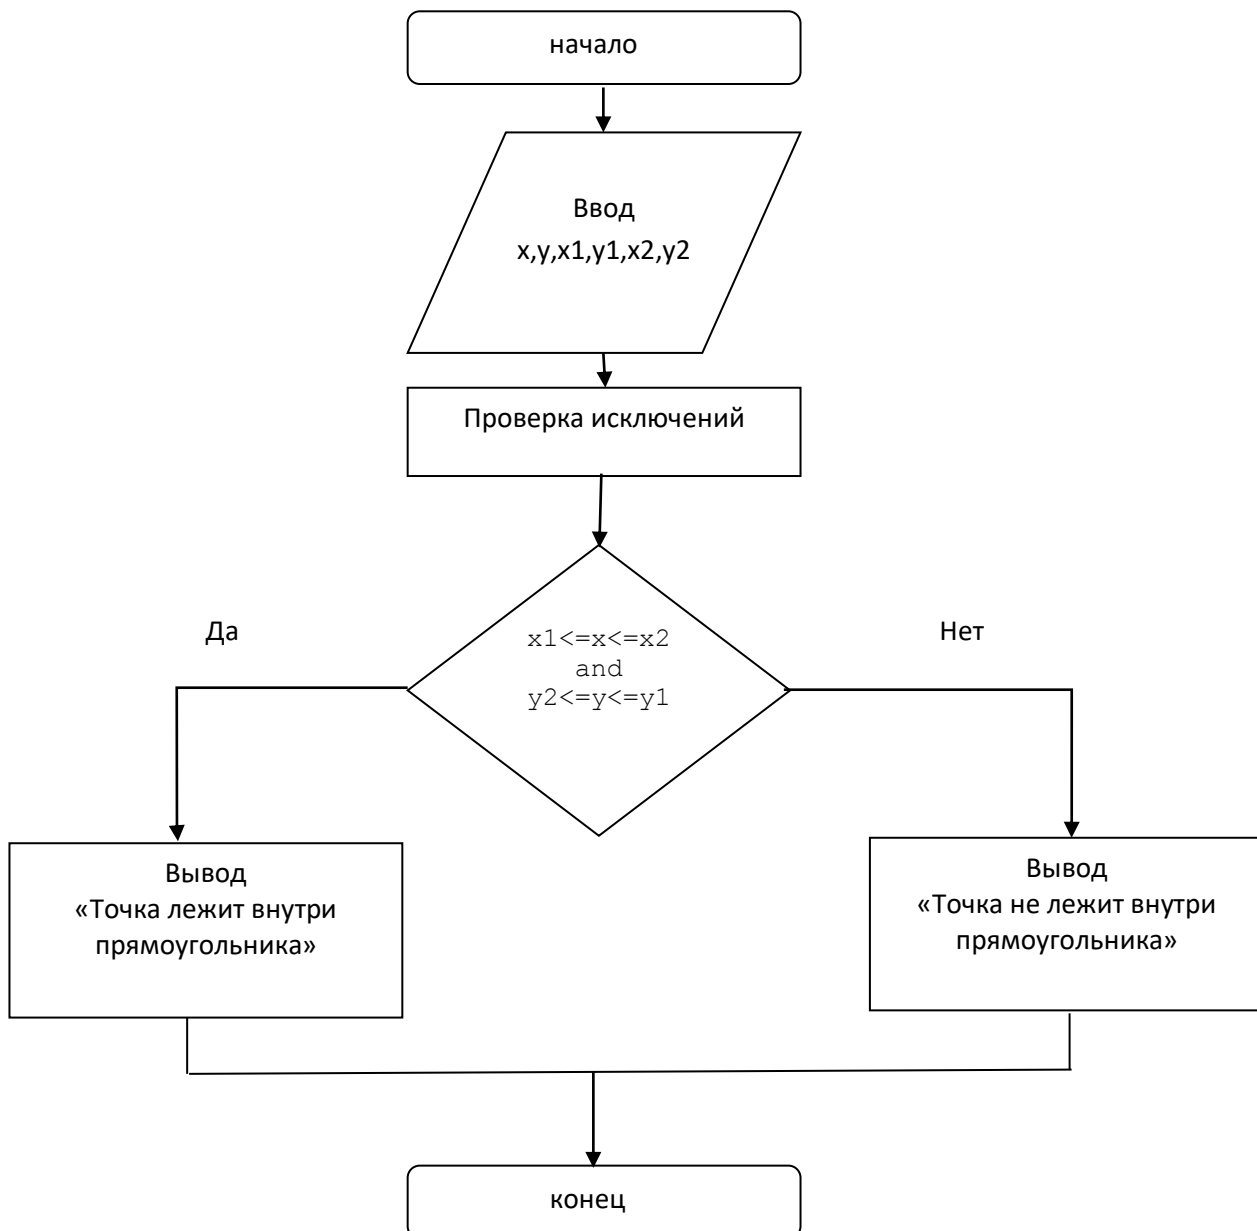 начало
Ввод
x,y,x1,y1,x2,y2
Проверка исключений
Да
Нет
x1<=x<=x2
and
y2<=y<=y1
Вывод
«Точка лежит внутри
прямоугольника»
Вывод
«Точка не лежит внутри
прямоугольника»
конец